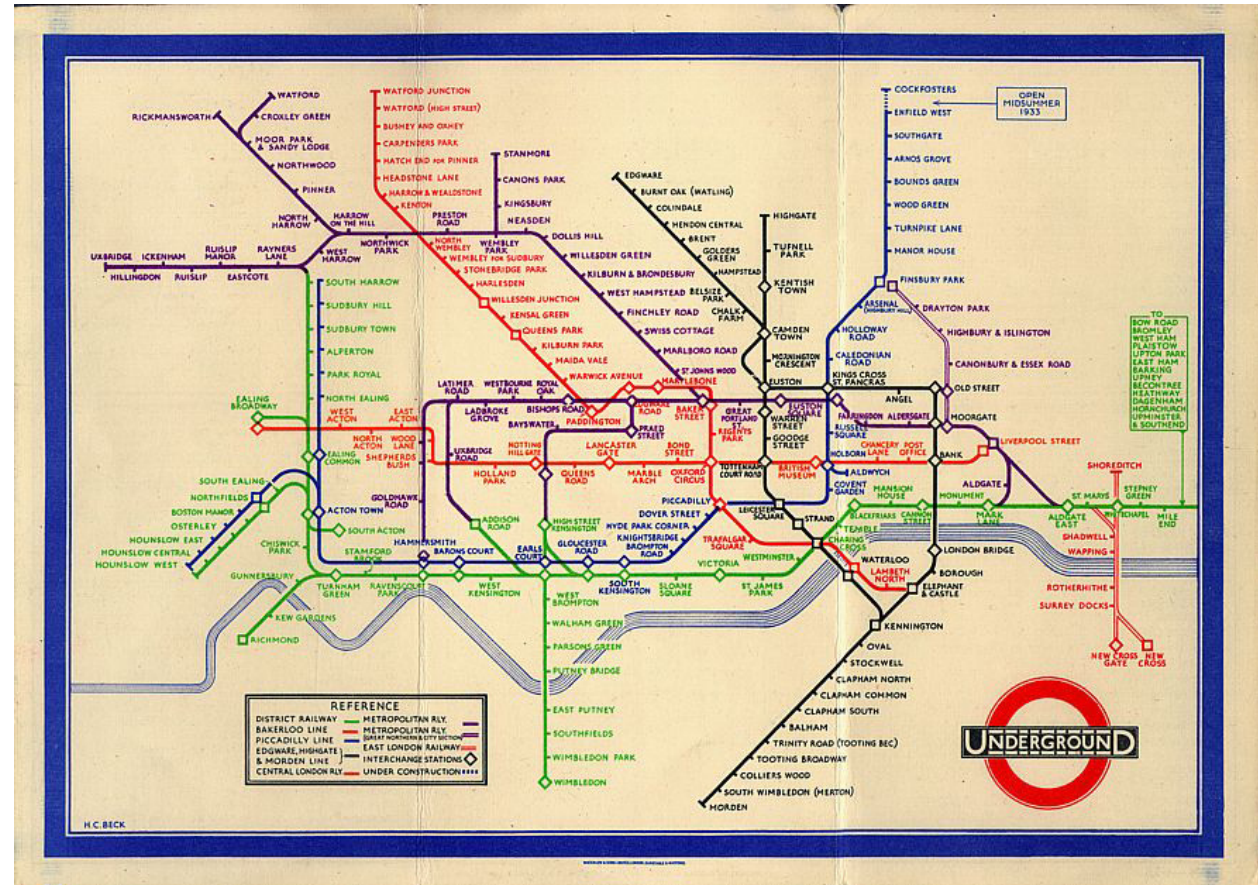 WATFORD
RICKMANSWORTH
CROXLEY GREEN
MOOR PARK
& SANDY LODGE
NORTHWOOD
PINNER
NORTH
HARROW
HARROW
ON THE HILL
NORTHWICK
PARK
PRESTON
ROAD
WEMBLEY
PARK
STANMORE
CANONS PARK
KINGSBURY
NEASDEN
DOLLIS HILL
WILLESDEN GREEN
KILBURN & BRONDESBURY
WEST HAMPSTEAD
FINCHLEY ROAD
SWISS COTTAGE
MARLBORO ROAD
ST JOHNS WOOD
UXBRIDGE
HILLINGDON
ICKENHAM
RUISLIP
RUISLIP
MANOR
EASTCOTE
RAYNERS
LANE
WEST
HARROW
WATFORD JUNCTION
WATFORD (HIGH STREET)
BUSHEY AND OXHEY
CARPENDERS PARK
HATCH END FOR PINNER
HEADSTONE LANE
HARROW & WEALDSTONE
KENTON
NORTH
WEMBLEY
WEMBLEY FOR SUDBURY
STONEBRIDGE PARK
HARLESDEN
WILLESDEN JUNCTION
KENSAL GREEN
QUEENS PARK
KILBURN PARK
MAIDA VALE
WARWICK AVENUE
PADDINGTON
EDGWARE
ROAD
MARYLEBONE
BAKER
STREET
REGENTS
PARK
OXFORD
CIRCUS
PICCADILLY
TRAFALGAR
SQUARE
CHARING
CROSS
WATERLOO
LAMBETH
NORTH
ELEPHANT
& CASTLE
EDGWARE
BURNT OAK (WATLING)
COLINDALE
HENDON CENTRAL
BRENT
GOLDERS
GREEN
HAMPSTEAD
BELSIZE
PARK
CHALK
FARM
HIGHGATE
TUFNELL
PARK
KENTISH
TOWN
CAMDEN
TOWN
MORNINGTON
CRESCENT
EUSTON
WARREN
STREET
GOODGE
STREET
TOTTENHAM
COURT ROAD
LEICESTER
SQUARE
STRAND
KINGS CROSS
ST. PANCRAS
ANGEL
OLD STREET
MOORGATE
BANK
LONDON BRIDGE
BOROUGH
KENNINGTON
OVAL
STOCKWELL
CLAPHAM NORTH
CLAPHAM COMMON
CLAPHAM SOUTH
BALHAM
TRINITY ROAD (TOOTING BEC)
TOOTING BROADWAY
COLLIERS WOOD
SOUTH WIMBLEDON (MERTON)
MORDEN
COCKFOSTERS
OPEN
MIDSUMMER
1933
ENFIELD WEST
SOUTHGATE
ARNOS GROVE
BOUNDS GREEN
WOOD GREEN
TURNPIKE LANE
MANOR HOUSE
FINSBURY PARK
ARSENAL
(HIGHBURY HILL)
HOLLOWAY
ROAD
CALEDONIAN
ROAD
RUSSELL
SQUARE
HOLBORN
ALDWYCH
COVENT
GARDEN
DOVER STREET
HYDE PARK CORNER
KNIGHTSBRIDGE
BROMPTON
ROAD
SOUTH
KENSINGTON
GLOUCESTER
ROAD
EARLS
COURT
BARONS COURT
HAMMERSMITH
DRAYTON PARK
HIGHBURY & ISLINGTON
CANONBURY & ESSEX ROAD
SOUTH HARROW
SUDBURY HILL
SUDBURY TOWN
ALPERTON
PARK ROYAL
NORTH EALING
EALING
BROADWAY
EALING
COMMON
WEST
ACTON
NORTH
ACTON
EAST
ACTON
WOOD
LANE
SHEPHERDS
BUSH
HOLLAND
PARK
NOTTING
HILL GATE
QUEENS
ROAD
LANCASTER
GATE
MARBLE
ARCH
BOND
STREET
BRITISH
MUSEUM
CHANCERY
LANE
POST
OFFICE
LIVERPOOL STREET
LATIMER
ROAD
LADBROKE
GROVE
WESTBOURNE
PARK
ROYAL
OAK
BISHOPS ROAD
BAYSWATER
PRAED
STREET
UXBRIDGE
ROAD
GOLDHAWK
ROAD
GREAT
PORTLAND
ST.
EUSTON
SQUARE
FARRINGDON
ALDERSGATE
ALDGATE
SOUTH EALING
NORTHFIELDS
BOSTON MANOR
OSTERLEY
HOUNSLOW EAST
HOUNSLOW CENTRAL
HOUNSLOW WEST
ACTON TOWN
SOUTH ACTON
CHISWICK
PARK
GUNNERSBURY
KEW GARDENS
RICHMOND
TURNHAM
GREEN
STAMFORD
BROOK
RAVENSCOURT
PARK
ADDISON
ROAD
HIGH STREET
KENSINGTON
WEST
KENSINGTON
SLOANE
SQUARE
VICTORIA
ST. JAMES
PARK
WESTMINSTER
TEMPLE
BLACKFRIARS
MANSION
HOUSE
CANNON
STREET
MONUMENT
MARK
LANE
ALDGATE
EAST
ST. MARYS
WHITECHAPEL
STEPNEY
GREEN
MILE
END
TO
BOW ROAD
BROMLEY
WEST HAM
PLAISTOW
UPTON PARK
EAST HAM
BARKING
UPNEY
BECONTREE
HEATHWAY
DAGENHAM
HORNCHURCH
UPMINSTER
& SOUTHEND
SHOREDITCH
SHADWELL
WAPPING
ROTHERHITHE
SURREY DOCKS
NEW CROSS
GATE
NEW
CROSS
WEST
BROMPTON
WALHAM GREEN
PARSONS GREEN
PUTNEY BRIDGE
EAST PUTNEY
SOUTHFIELDS
WIMBLEDON PARK
WIMBLEDON
REFERENCE
DISTRICT RAILWAY
BAKERLOO LINE
PICCADILLY LINE
EDGWARE, HIGHGATE
& MORDEN LINE
CENTRAL LONDON RLY
METROPOLITAN RLY.
METROPOLITAN RLY.
(GREAT NORTHERN & CITY SECTION)
EAST LONDON RAILWAY
INTERCHANGE STATIONS
UNDER CONSTRUCTION
UNDERGROUND
H.C. BECK